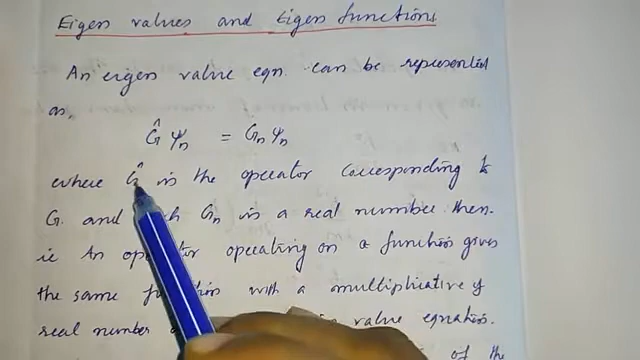 Eigen values and Eigen functions
An eigen value eqn. can be represented
as,
Ĝ ψn = Gn ψn
where Ĝ is the operator corresponding to
G. and Gn is a real number then.
ie An operating on a function gives
the same with a multiplicative of
real number value equation.
of the